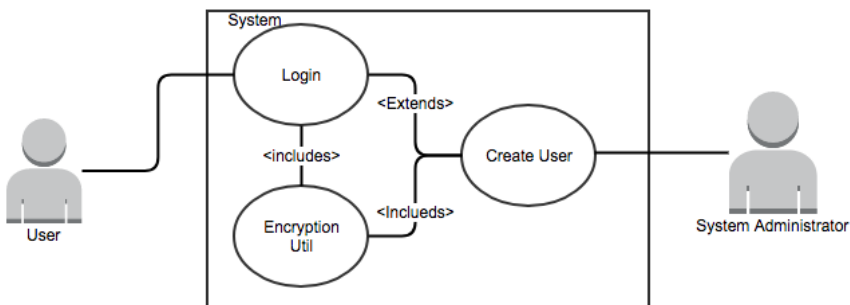 System
Login
<Extends>
<includes>
Create User
<Inclueds>
Encryption
Util
User
System Administrator